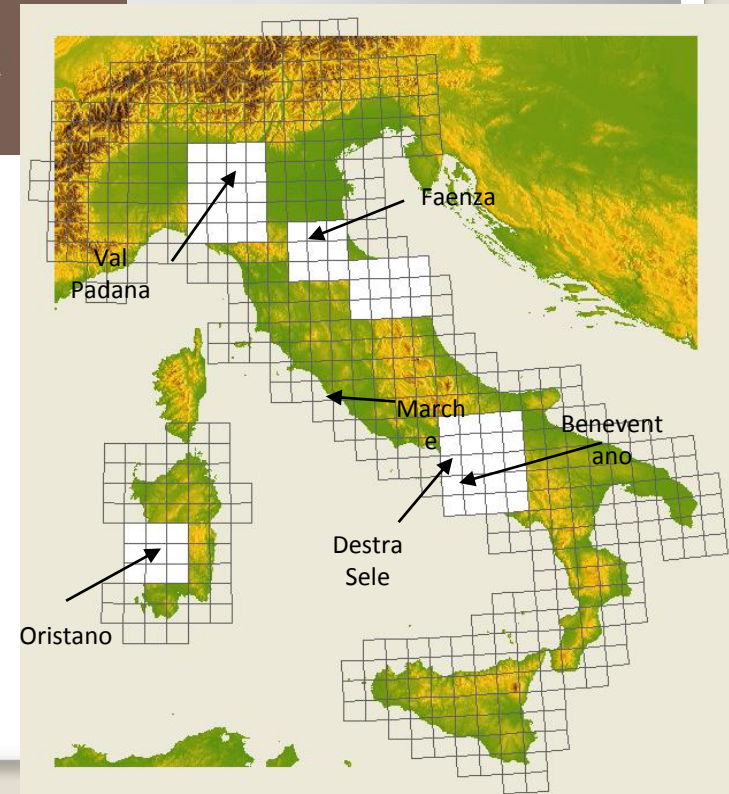 Faenza
Val
Padana
March
e
Benevent
ano
Destra
Sele
Oristano